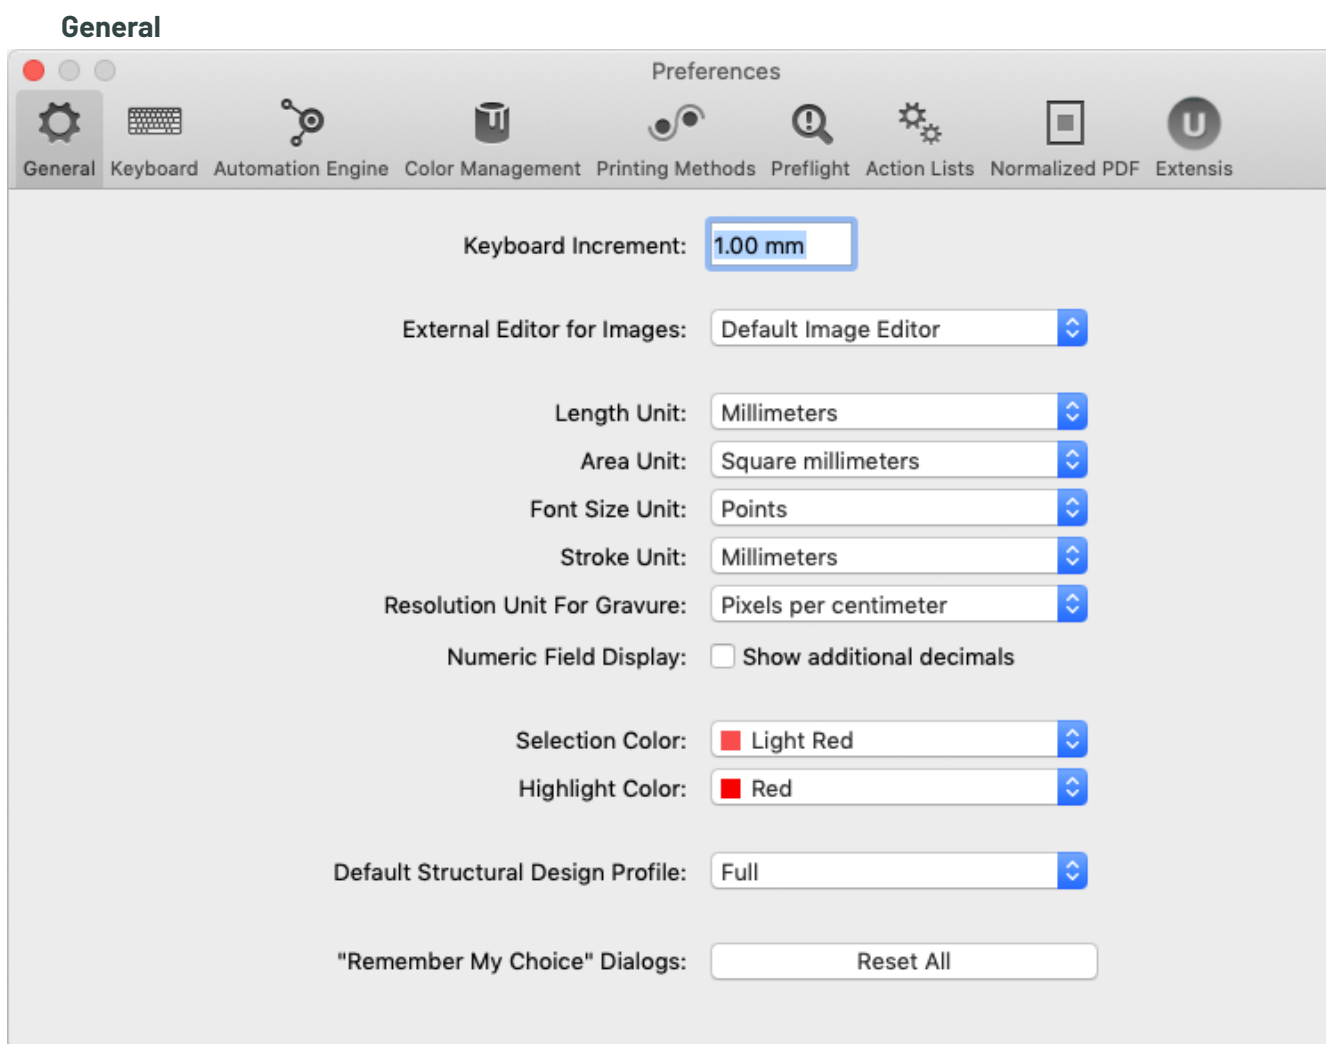 General
Preferences
General Keyboard Automation Engine Color Management Printing Methods Preflight Action Lists Normalized PDF Extensis
Keyboard Increment: 1.00 mm
External Editor for Images: Default Image Editor
Length Unit: Millimeters
Area Unit: Square millimeters
Font Size Unit: Points
Stroke Unit: Millimeters
Resolution Unit For Gravure: Pixels per centimeter
Numeric Field Display: Show additional decimals
Selection Color: Light Red
Highlight Color: Red
Default Structural Design Profile: Full
"Remember My Choice" Dialogs: Reset All